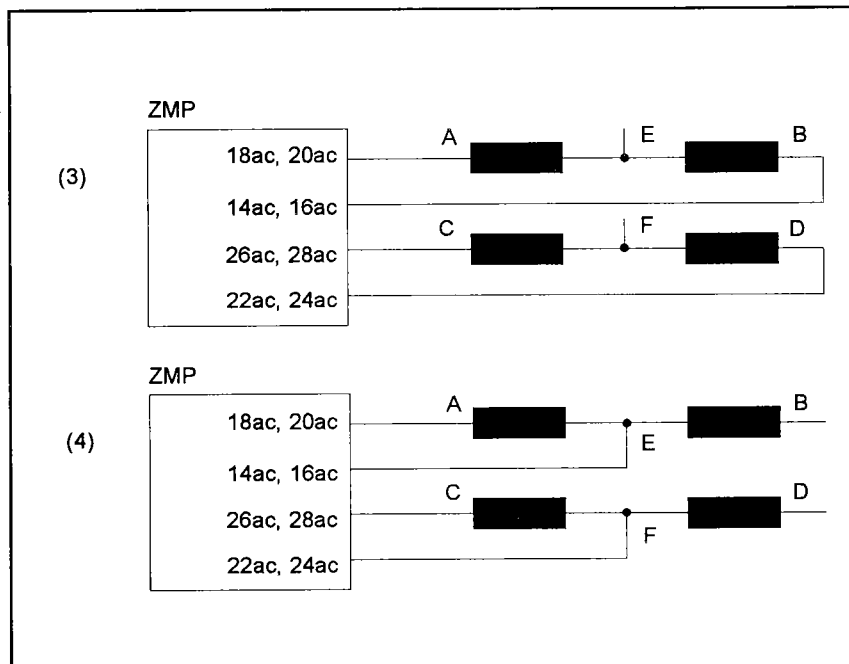 ZMP
A E B
18ac, 20ac
(3)
14ac, 16ac
C F D
26ac, 28ac
22ac, 24ac
ZMP
A B
18ac, 20ac
(4)
E
14ac, 16ac
C D
26ac, 28ac
F
22ac, 24ac